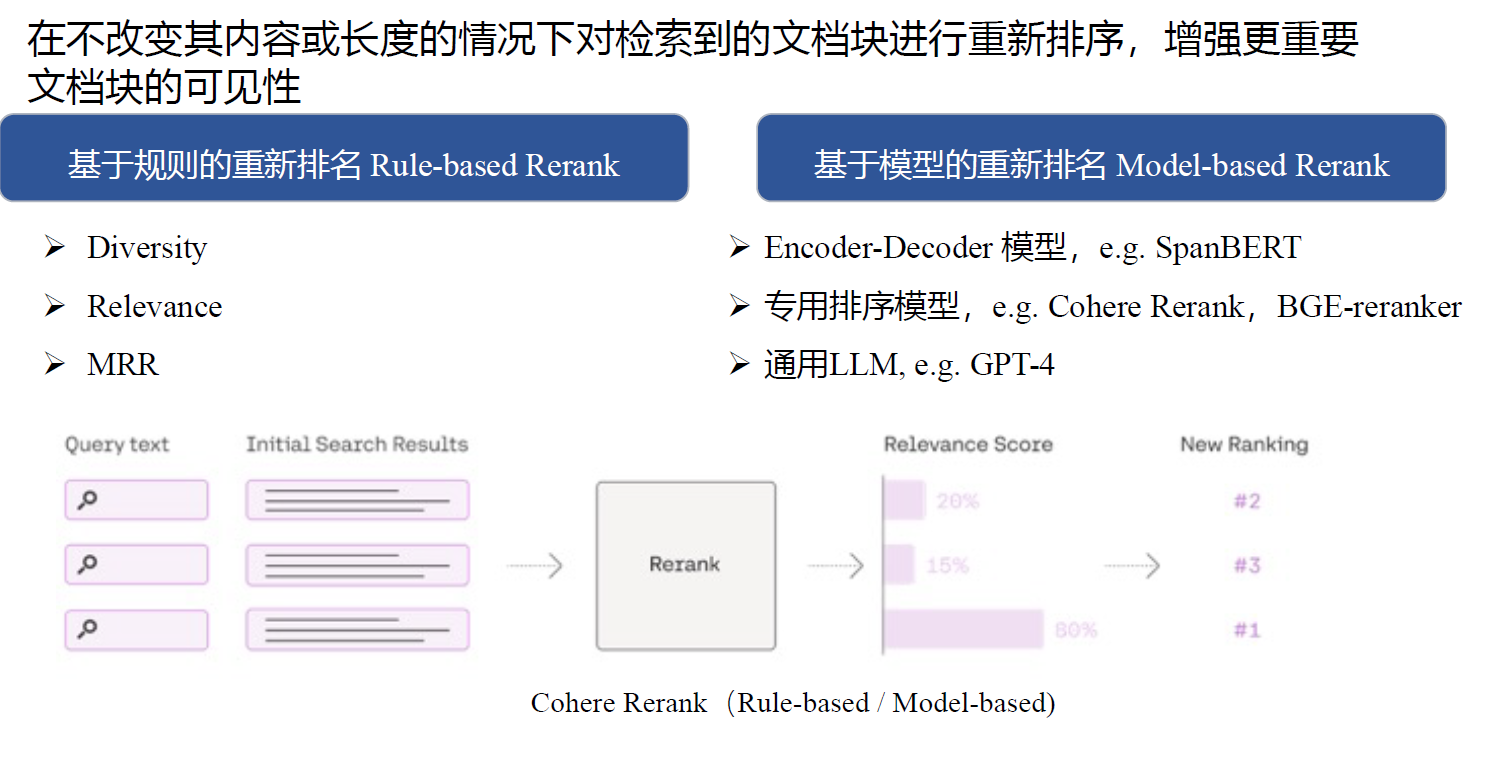 在不改变其内容或长度的情况下对检索到的文档块进行重新排序，增强更重要
文档块的可见性
基于规则的重新排名 Rule-based Rerank
基于模型的重新排名 Model-based Rerank
➢ Diversity
➢ Relevance
➢ MRR
➢ Encoder-Decoder 模型，e.g. SpanBERT
➢ 专用排序模型，e.g. Cohere Rerank，BGE-reranker
➢ 通用LLM, e.g. GPT-4
Query text
Initial Search Results
Rerank
Relevance Score
20%
15%
80%
New Ranking
#2
#3
#1
Cohere Rerank（Rule-based / Model-based)